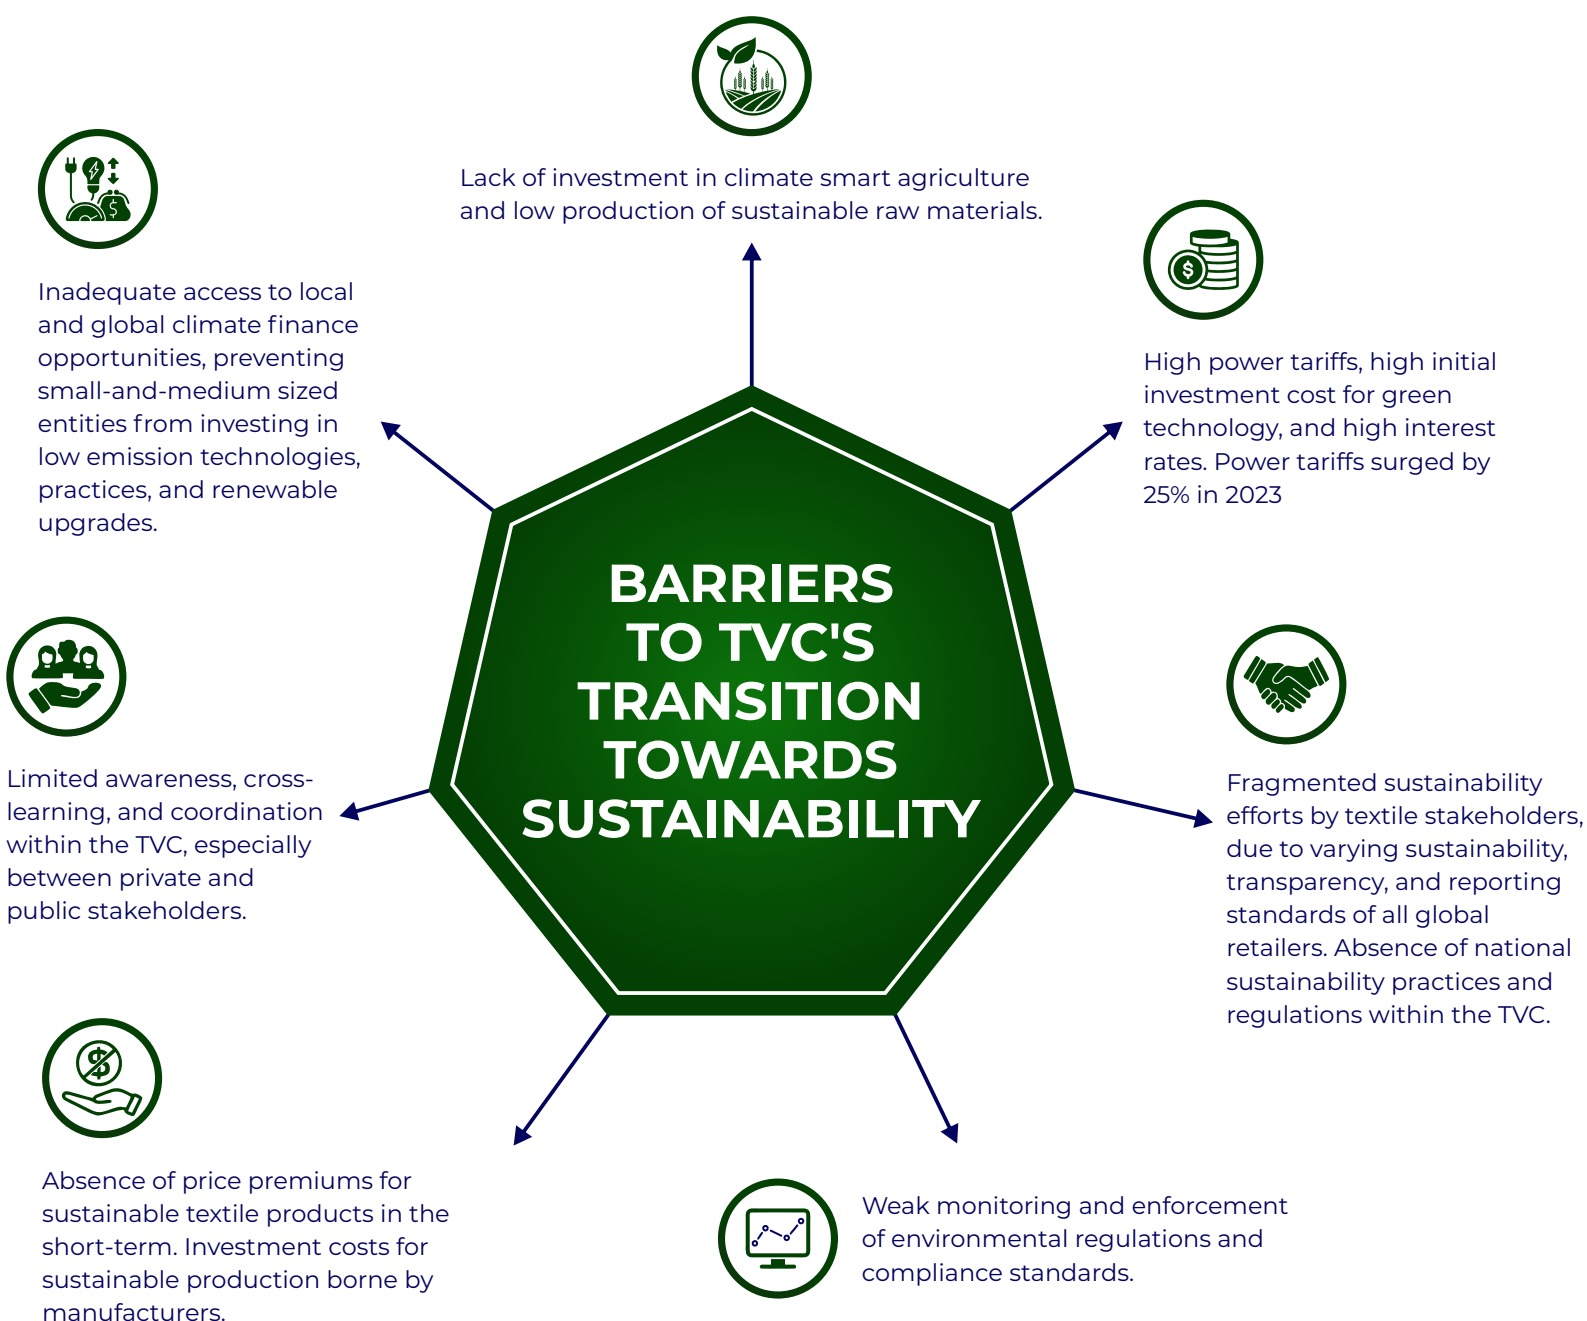 Lack of investment in climate smart agriculture
and low production of sustainable raw materials.
Inadequate access to local
and global climate finance
opportunities, preventing
small-and-medium sized
entities from investing in
low emission technologies,
practices, and renewable
upgrades.
High power tariffs, high initial
investment cost for green
technology, and high interest
rates. Power tariffs surged by
25% in 2023
BARRIERS
TO TVC'S
TRANSITION
TOWARDS
SUSTAINABILITY
Limited awareness, cross-
learning, and coordination
within the TVC, especially
between private and
public stakeholders.
Fragmented sustainability
efforts by textile stakeholders,
due to varying sustainability,
transparency, and reporting
standards of all global
retailers. Absence of national
sustainability practices and
regulations within the TVC.
Absence of price premiums for
sustainable textile products in the
short-term. Investment costs for
sustainable production borne by
manufacturers.
Weak monitoring and enforcement
of environmental regulations and
compliance standards.